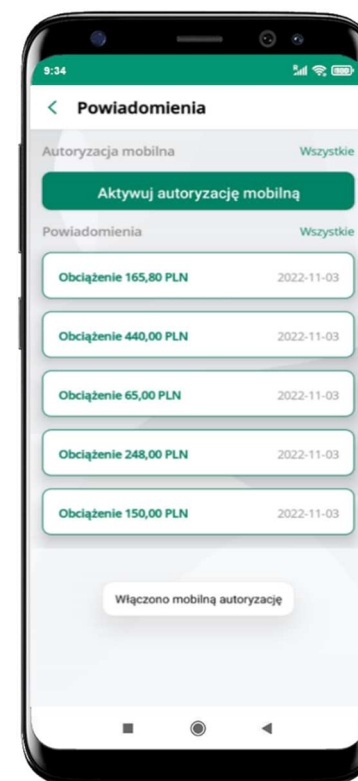 9:34
Powiadomienia
Autoryzacja mobilna Wszystkie
Aktywuj autoryzację mobilną
Powiadomienia Wszystkie
Obciążenie 165,80 PLN 2022-11-03
Obciążenie 440,00 PLN 2022-11-03
Obciążenie 65,00 PLN 2022-11-03
Obciążenie 248,00 PLN 2022-11-03
Obciążenie 150,00 PLN 2022-11-03
Włączono mobilną autoryzację